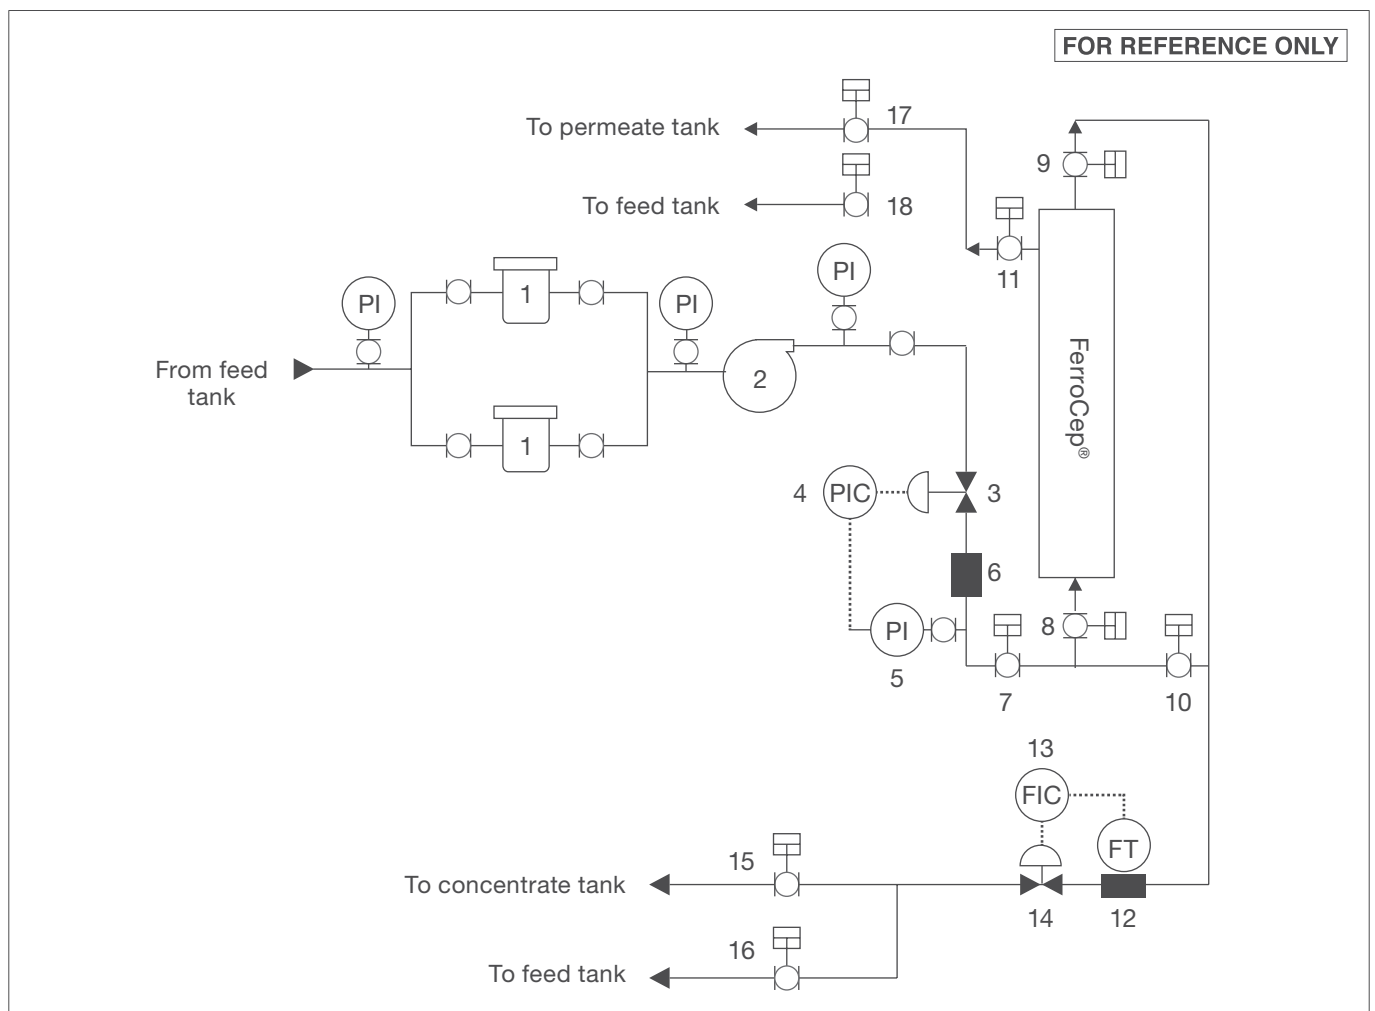 FOR REFERENCE ONLY
To permeate tank
17
9
To feed tank
18
11
PI
PI
PI
1
1
2
From feed
tank
FerroCep®
4
PIC
3
6
PI
5
8
7
10
13
FIC
FT
14
12
15
To concentrate tank
16
To feed tank